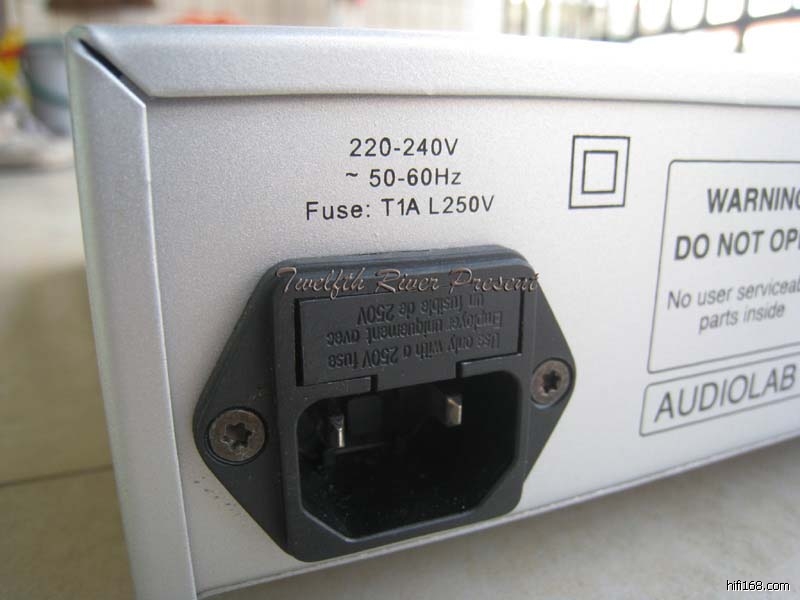 220-240V
~ 50-60Hz
Fuse: T1A L250V
WARNING
DO NOT OPE
No user serviceab
parts inside
AUDIOLAB
Twelfth River Present
Use only with a 250V fuse
Employer uniquement avec
un fusible de 250V
hifi168.com